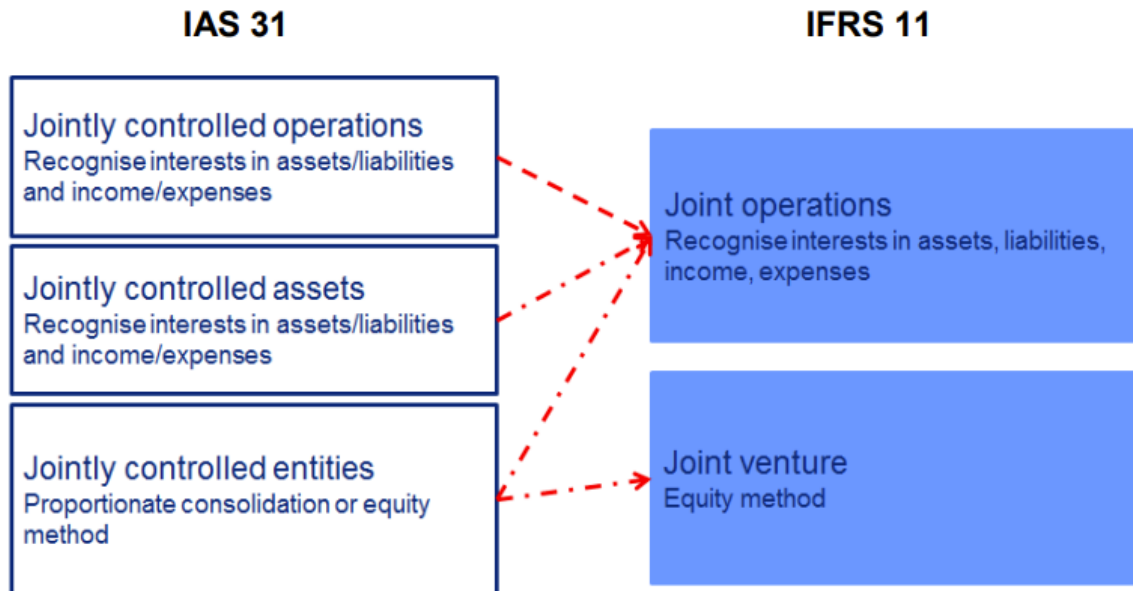 IAS 31
IFRS 11
Jointly controlled operations
Recognise interests in assets/liabilities
and income/expenses
Jointly controlled assets
Recognise interests in assets/liabilities
and income/expenses
Jointly controlled entities
Proportionate consolidation or equity
method
Joint operations
Recognise interests in assets, liabilities,
income, expenses
Joint venture
Equity method